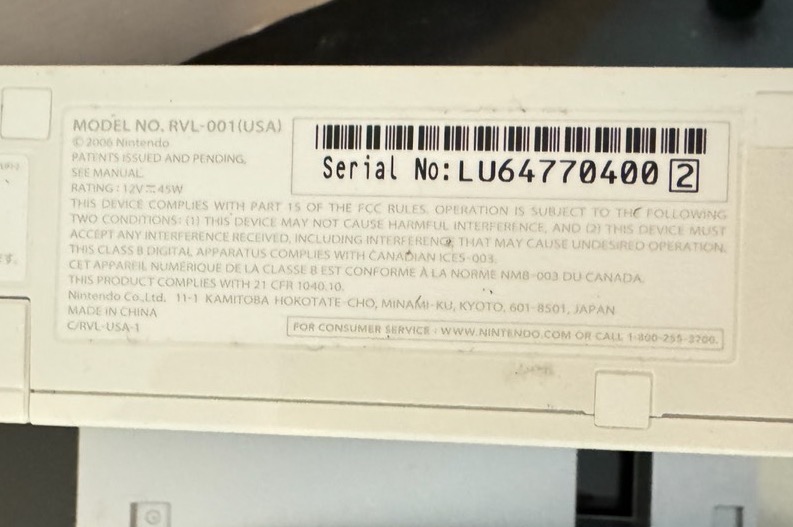 MODEL NO. RVL-001(USA)
© 2006 Nintendo
PATENTS ISSUED AND PENDING.
SEE MANUAL.
RATING : 12V ⎓ 45W
Serial No:LU64770400 2
THIS DEVICE COMPLIES WITH PART 15 OF THE FCC RULES. OPERATION IS SUBJECT TO THE FOLLOWING
TWO CONDITIONS: (1) THIS DEVICE MAY NOT CAUSE HARMFUL INTERFERENCE, AND (2) THIS DEVICE MUST
ACCEPT ANY INTERFERENCE RECEIVED, INCLUDING INTERFERENCE THAT MAY CAUSE UNDESIRED OPERATION.
THIS CLASS B DIGITAL APPARATUS COMPLIES WITH CANADIAN ICES-003.
CET APPAREIL NUMÉRIQUE DE LA CLASSE B EST CONFORME À LA NORME NMB-003 DU CANADA.
THIS PRODUCT COMPLIES WITH 21 CFR 1040.10.
Nintendo Co.,Ltd. 11-1 KAMITOBA HOKOTATE-CHO, MINAMI-KU, KYOTO, 601-8501, JAPAN
MADE IN CHINA
C/RVL-USA-1
FOR CONSUMER SERVICE : WWW.NINTENDO.COM OR CALL 1-800-255-3700.